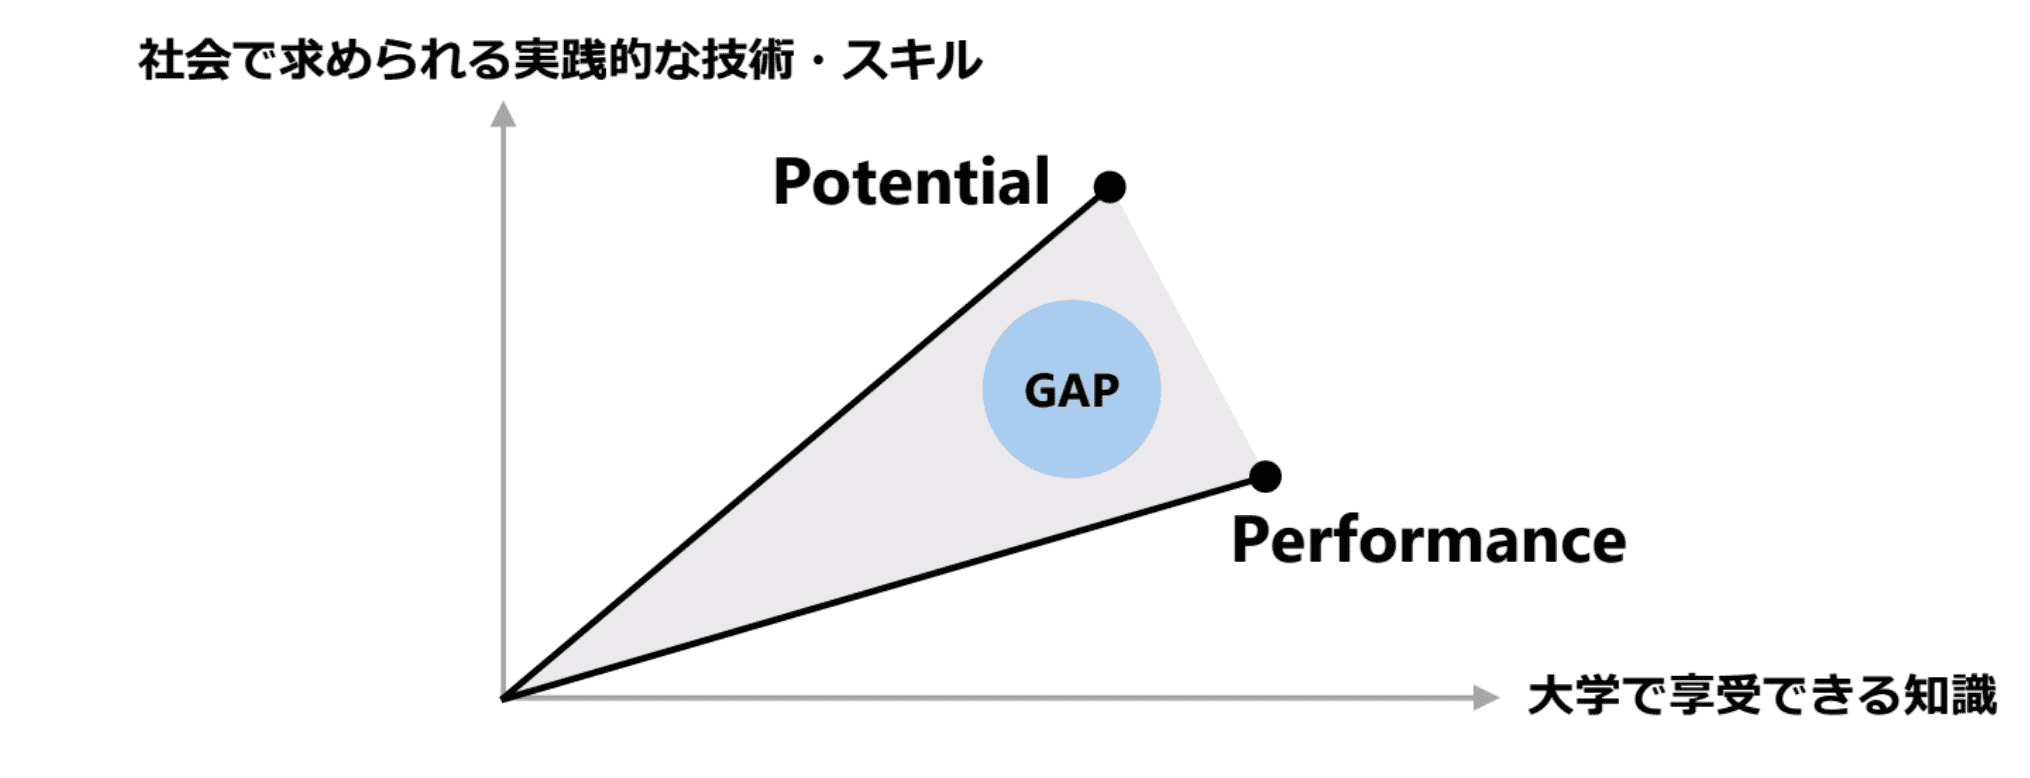 社会で求められる実践的な技術・スキル
Potential
GAP
Performance
大学で享受できる知識